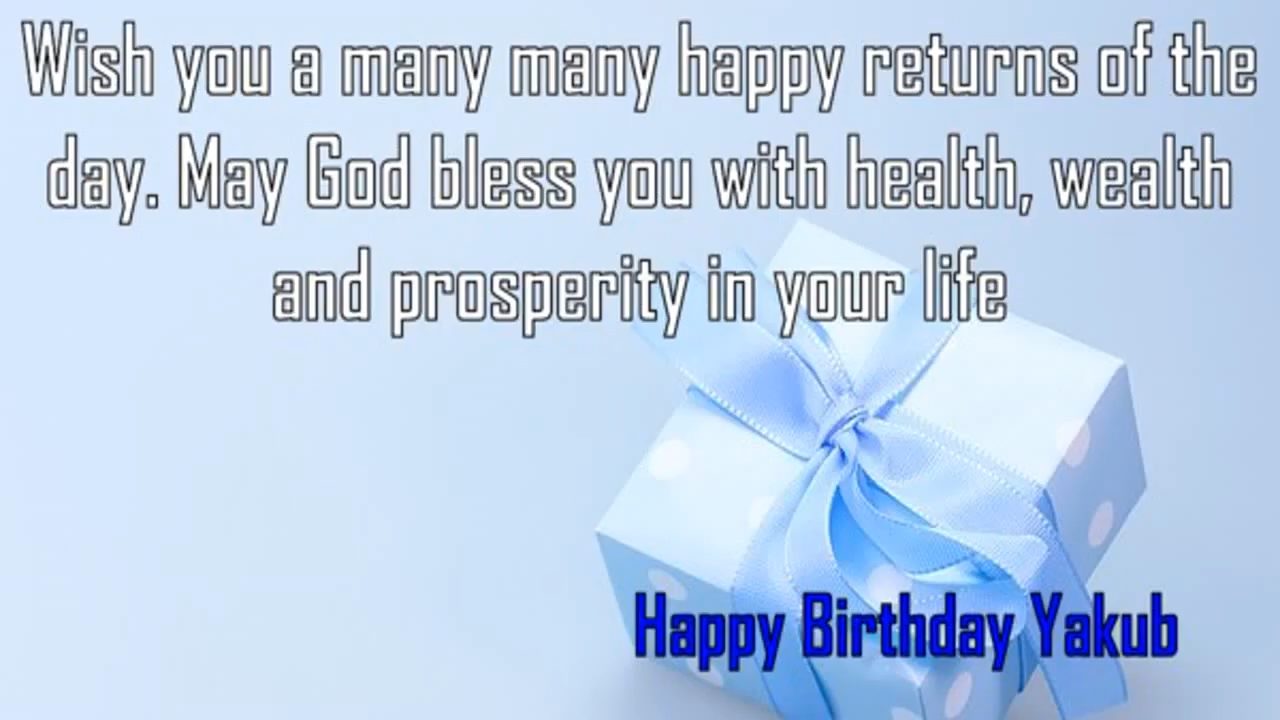 Wish you a many many happy returns of the
day. May God bless you with health, wealth
and prosperity in your life
Happy Birthday Yakub